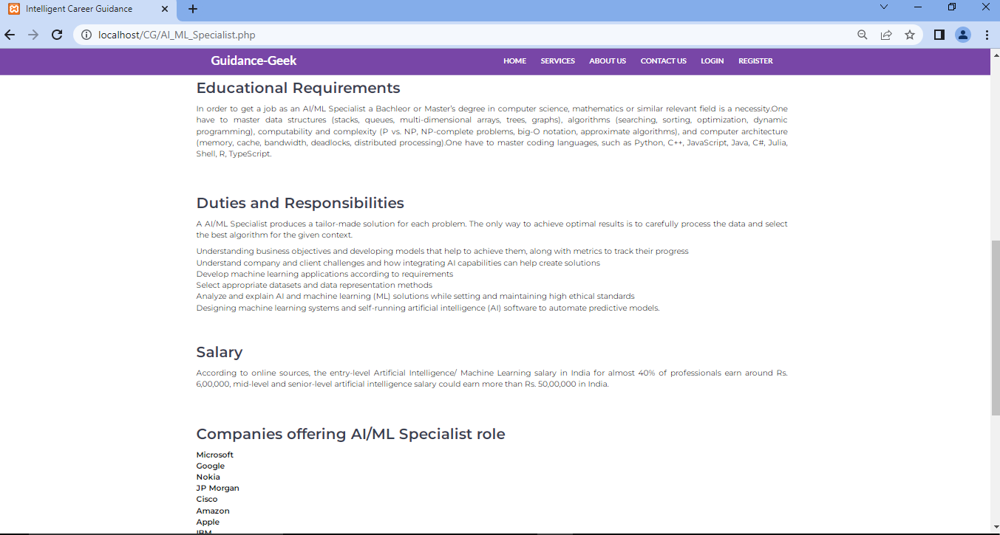 Intelligent Career Guidance
localhost/CG/AI_ML_Specialist.php
Guidance-Geek
HOME SERVICES ABOUT US CONTACT US LOGIN REGISTER
Educational Requirements
In order to get a job as an AI/ML Specialist a Bachleor or Master's degree in computer science, mathematics or similar relevant field is a necessity.One
have to master data structures (stacks, queues, multi-dimensional arrays, trees, graphs), algorithms (searching, sorting, optimization, dynamic
programming), computability and complexity (P vs. NP, NP-complete problems, big-O notation, approximate algorithms), and computer architecture
(memory, cache, bandwidth, deadlocks, distributed processing).One have to master coding languages, such as Python, C++, JavaScript, Java, C#, Julia,
Shell, R, TypeScript.
Duties and Responsibilities
A AI/ML Specialist produces a tailor-made solution for each problem. The only way to achieve optimal results is to carefully process the data and select
the best algorithm for the given context.
Understanding business objectives and developing models that help to achieve them, along with metrics to track their progress
Understand company and client challenges and how integrating AI capabilities can help create solutions
Develop machine learning applications according to requirements
Select appropriate datasets and data representation methods
Analyze and explain AI and machine learning (ML) solutions while setting and maintaining high ethical standards
Designing machine learning systems and self-running artificial intelligence (AI) software to automate predictive models.
Salary
According to online sources, the entry-level Artificial Intelligence/ Machine Learning salary in India for almost 40% of professionals earn around Rs.
6,00,000, mid-level and senior-level artificial intelligence salary could earn more than Rs. 50,00,000 in India.
Companies offering AI/ML Specialist role
Microsoft
Google
Nokia
JP Morgan
Cisco
Amazon
Apple
IBM